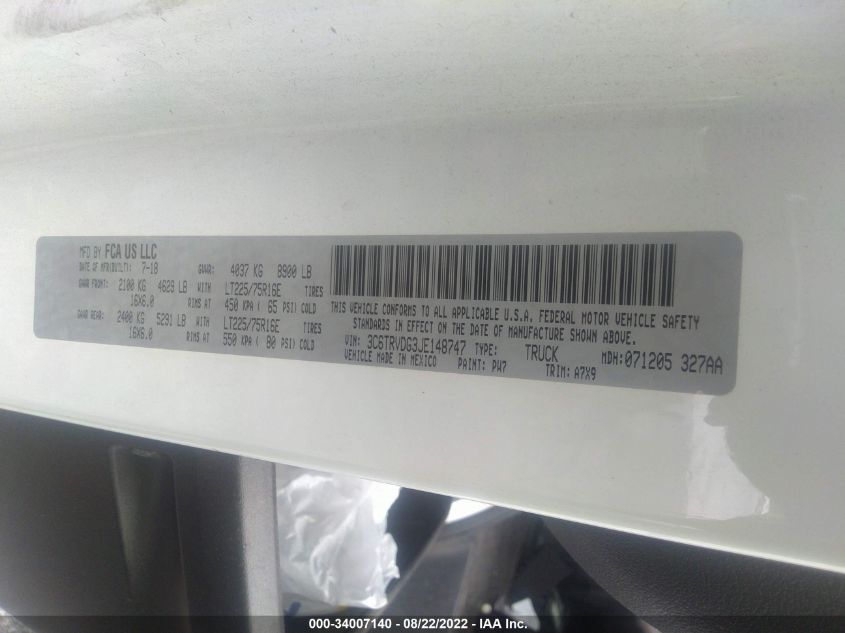 MFD BY FCA US LLC
DATE OF MFR(BUILT): 7-18 GVWR: 4037 KG 8900 LB
GAWR FRONT: 2100 KG 4629 LB WITH LT225/75R16E TIRES
16X6.0 RIMS AT 450 KPA ( 65 PSI) COLD
GAWR REAR: 2400 KG 5291 LB WITH LT225/75R16E TIRES
16X6.0 RIMS AT 550 KPA ( 80 PSI) COLD
THIS VEHICLE CONFORMS TO ALL APPLICABLE U.S.A. FEDERAL MOTOR VEHICLE SAFETY
STANDARDS IN EFFECT ON THE DATE OF MANUFACTURE SHOWN ABOVE.
VIN: 3C6TRVDG3JE148747 TYPE: TRUCK MDH:071205 327AA
VEHICLE MADE IN MEXICO PAINT: PW7 TRIM: A7X9
000-34007140 - 08/22/2022 - IAA Inc.